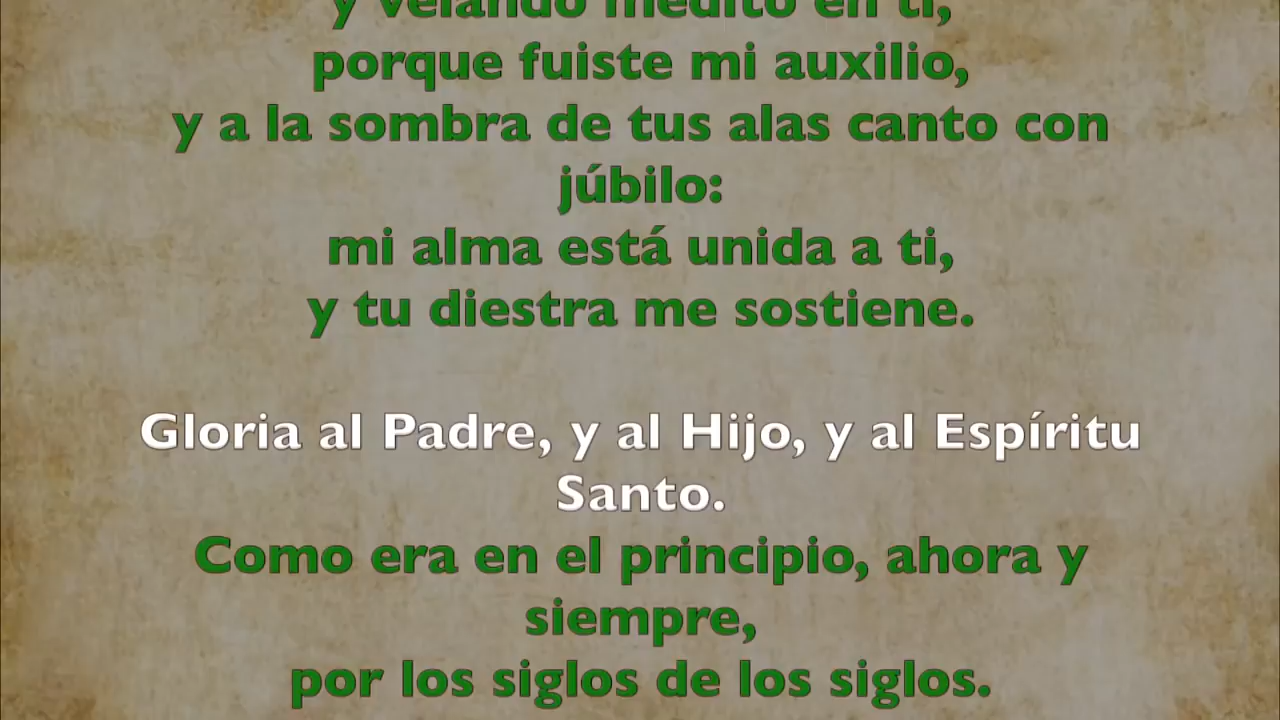 y velando medito en ti,
porque fuiste mi auxilio,
y a la sombra de tus alas canto con
júbilo:
mi alma está unida a ti,
y tu diestra me sostiene.
Gloria al Padre, y al Hijo, y al Espíritu
Santo.
Como era en el principio, ahora y
siempre,
por los siglos de los siglos.